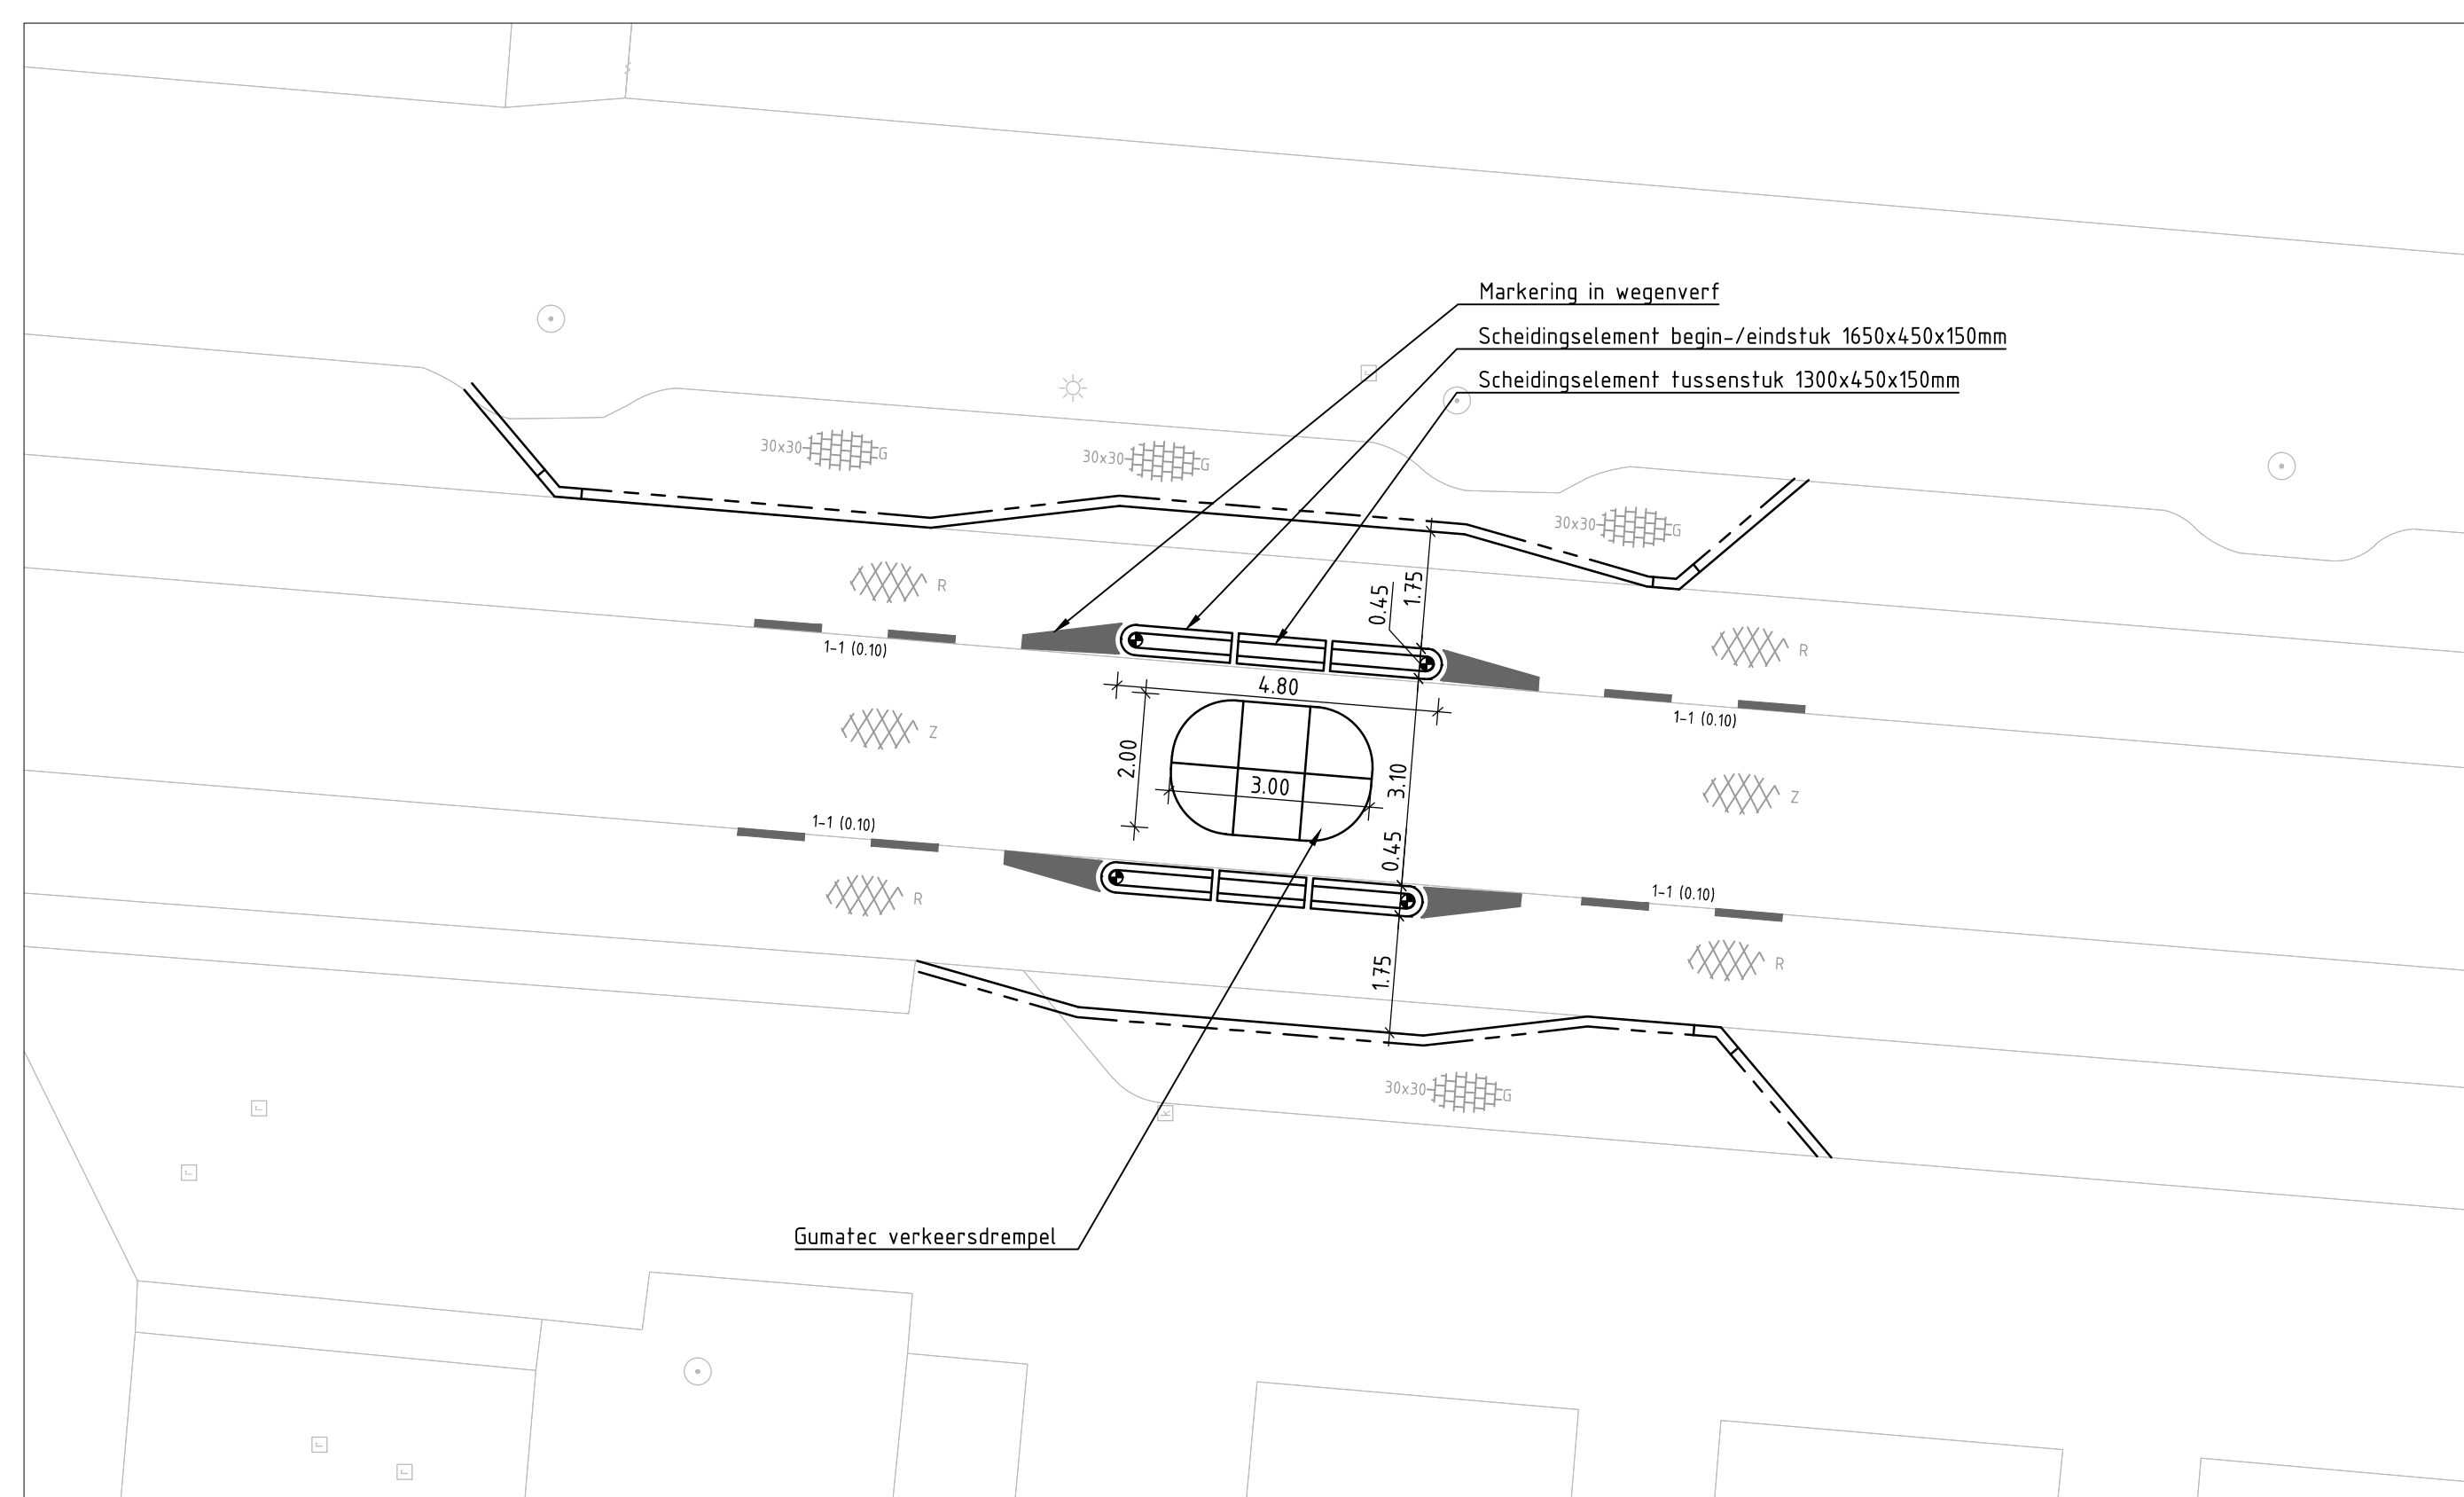 Markering in wegenverf
Scheidingselement begin-/eindstuk 1650x450x150mm
Scheidingselement tussenstuk 1300x450x150mm
30x30 G
30x30 G
30x30 G
R
0.45
1.75
1-1 (0.10)
R
4.80
1-1 (0.10)
Z
2.00
3.00
3.10
Z
1-1 (0.10)
0.45
1-1 (0.10)
R
R
1.75
30x30 G
k
Gumatec verkeersdrempel